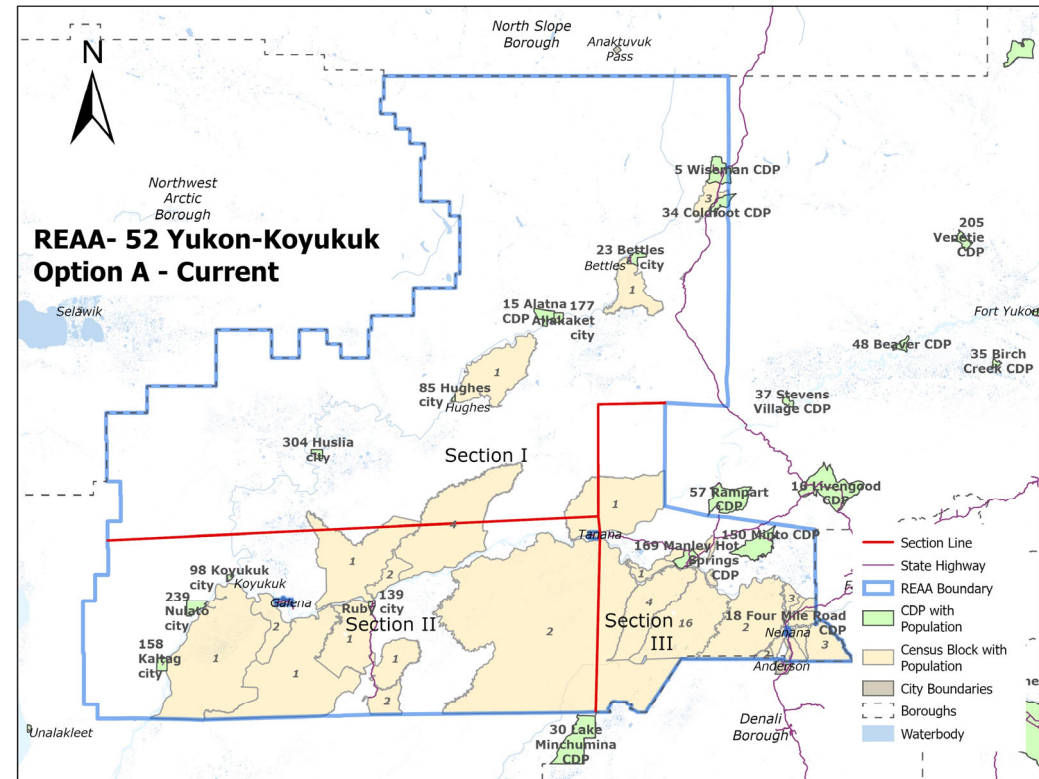 North Slope
Borough
Anaktuvuk
Pass
N
Northwest
Arctic
Borough
REAA- 52 Yukon-Koyukuk
Option A - Current
5 Wiseman CDP
3
34 Coldfoot CDP
205
Venetie
CDP
23 Bettles
city
Bettles
1
Selawik
15 Alatna
CDP
177
Allakaket
city
Fort Yukon
48 Beaver CDP
35 Birch
Creek CDP
1
85 Hughes
city
Hughes
37 Stevens
Village CDP
304 Huslia
city
Section I
57 Rampart
CDP
16 Livengood
CDP
1
4
Tanana
150 Minto CDP
169 Manley Hot
Springs
CDP
1
2
98 Koyukuk
city
Koyukuk
239
Nulato
city
Galena
139
city
Ruby
Section II
2
1
1
158
Kaltag
city
1
1
1
2
2
Section
III
1
4
16
2
3
18 Four Mile Road
CDP
Nenana
2
3
Anderson
30 Lake
Minchumina
CDP
Denali
Borough
Unalakleet
Section Line
State Highway
REAA Boundary
CDP with
Population
Census Block with
Population
City Boundaries
Boroughs
Waterbody